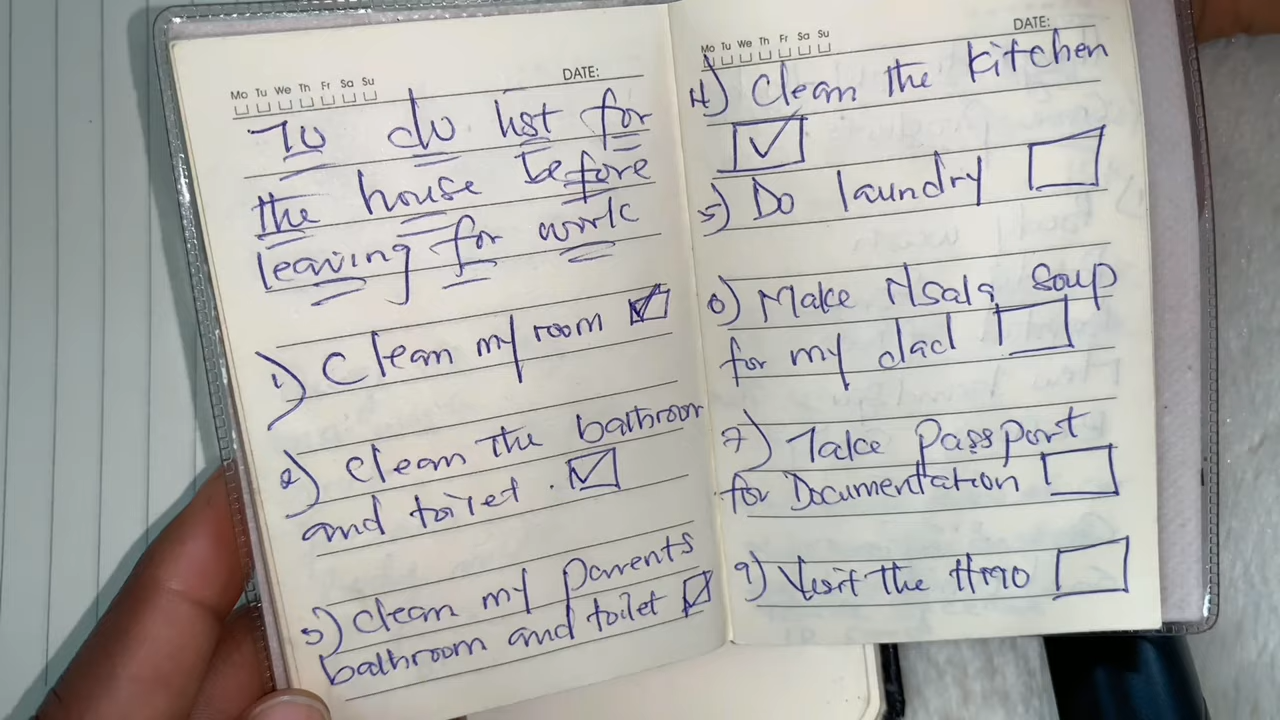 Mo Tu We Th Fr Sa Su
DATE:
To do list for
the house before
leaving for work
1) Clean my room
2) Clean the bathroom
and toilet.
3) Clean my parents
bathroom and toilet
Mo Tu We Th Fr Sa Su
DATE:
4) Clean the kitchen
5) Do laundry
6) Make Nsala soup
for my dad
7) Take Passport
for Documentation
9) Visit the HMO